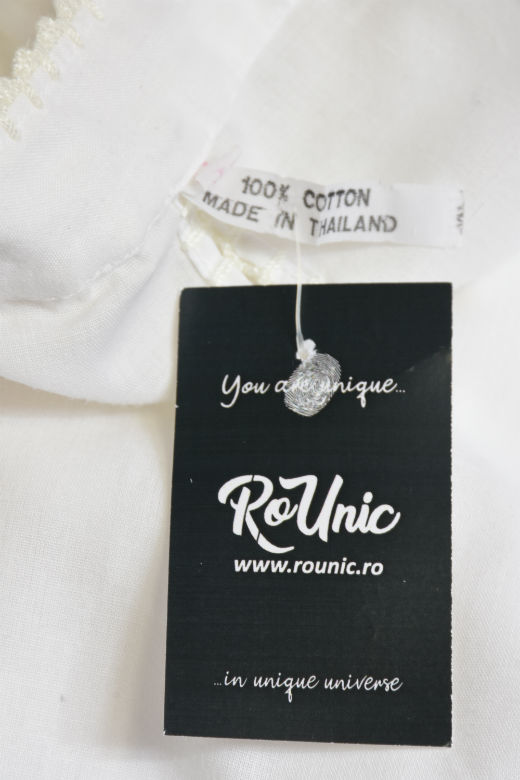 100% COTTON
MADE IN THAILAND
You are unique...
RoUnic
www.rounic.ro
...in unique universe